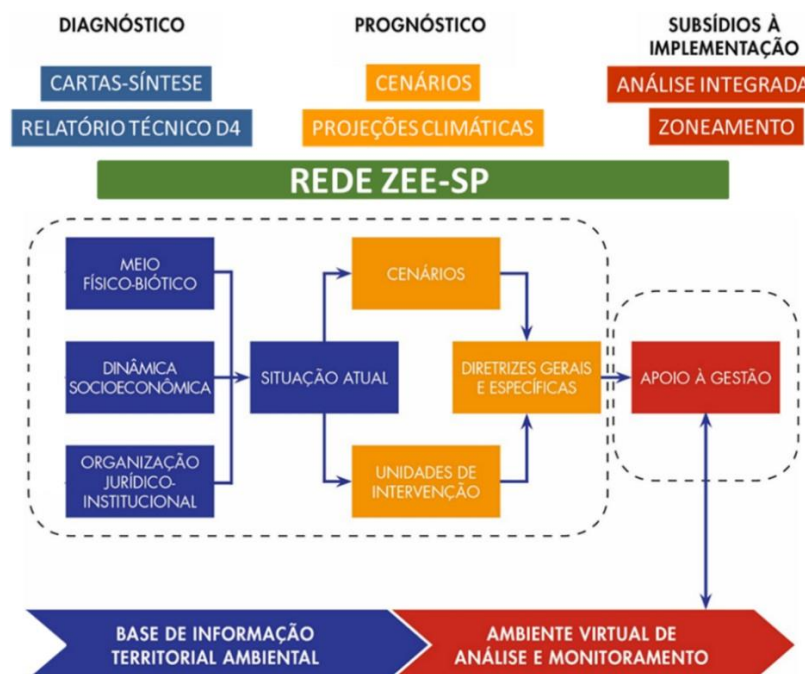 DIAGNÓSTICO
PROGNÓSTICO
SUBSÍDIOS À
IMPLEMENTAÇÃO
CARTAS-SÍNTESE
CENÁRIOS
ANÁLISE INTEGRADA
RELATÓRIO TÉCNICO D4
PROJEÇÕES CLIMÁTICAS
ZONEAMENTO
REDE ZEE-SP
MEIO
FÍSICO-BIÓTICO
CENÁRIOS
DINÂMICA
SOCIOECONÔMICA
SITUAÇÃO ATUAL
DIRETRIZES GERAIS
E ESPECÍFICAS
APOIO À GESTÃO
ORGANIZAÇÃO
JURÍDICO-
INSTITUCIONAL
UNIDADES DE
INTERVENÇÃO
BASE DE INFORMAÇÃO
TERRITORIAL AMBIENTAL
AMBIENTE VIRTUAL DE
ANÁLISE E MONITORAMENTO